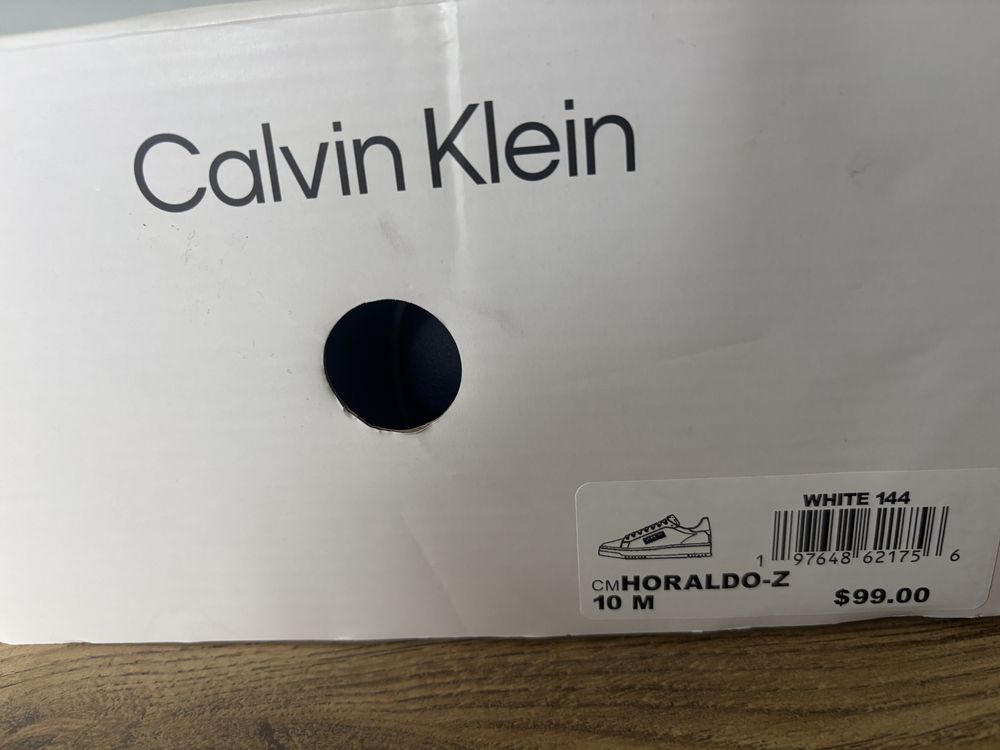 Calvin Klein
WHITE 144
1 97648 62175 6
CMHORALDO-Z
10 M
$99.00